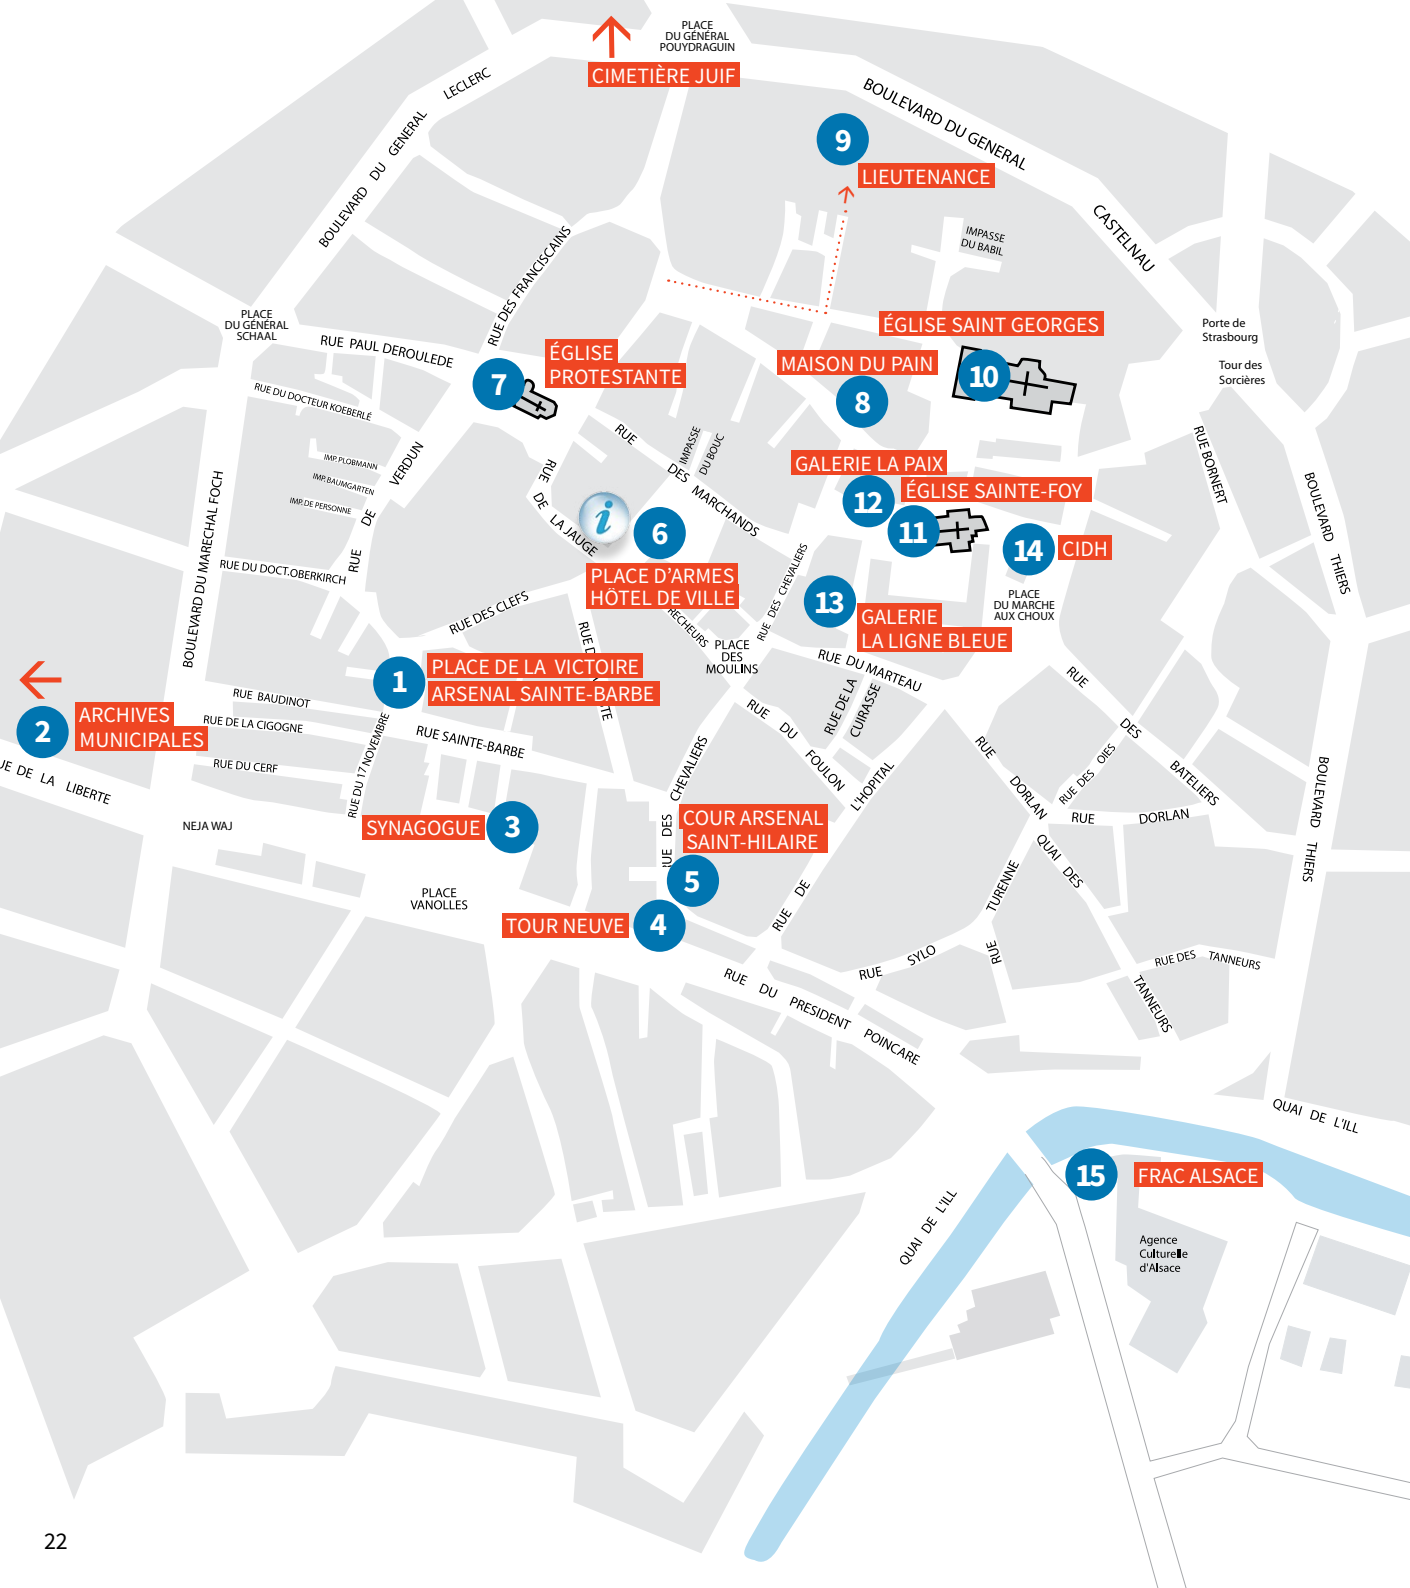 PLACE
DU GÉNÉRAL
POUYDRAGUIN
CIMETIÈRE JUIF
BOULEVARD DU GENERAL LECLERC
BOULEVARD DU GENERAL
CASTELNAU
9
LIEUTENANCE
IMPASSE
DU BABIL
RUE DES FRANCISCAINS
PLACE
DU GÉNÉRAL
SCHAAL
RUE PAUL DEROULEDE
ÉGLISE SAINT GEORGES
10
Porte de
Strasbourg
Tour des
Sorcières
ÉGLISE
PROTESTANTE
7
MAISON DU PAIN
8
RUE DU DOCTEUR KOEBERLÉ
IMP.PLOBMANN
IMP.BAUMGARTEN
IMP. DE PERSONNE
RUE DE VERDUN
RUE DES MARCHANDS
IMPASSE
DU BOUC
RUE DE LA JAUGE
i
6
PLACE D'ARMES
HÖTEL DE VILLE
GALERIE LA PAIX
12
ÉGLISE SAINTE-FOY
11
14
CIDH
RUE BORNERT
BOULEVARD THIERS
BOULEVARD DU MARECHAL FOCH
RUE DU DOCT.OBERKIRCH
RUE DES CLEFS
RECHEURS
PLACE
DES
MOULINS
RUE DES CHEVALIERS
13
GALERIE
LA LIGNE BLEUE
PLACE
DU MARCHE
AUX CHOUX
RUE DU MARTEAU
1
PLACE DE LA VICTOIRE
ARSENAL SAINTE-BARBE
RUE D
TE
2
ARCHIVES
MUNICIPALES
RUE BAUDINOT
RUE DE LA CIGOGNE
RUE DU CERF
RUE DU 17 NOVEMBRE
RUE SAINTE-BARBE
UE DE LA LIBERTE
NEJA WAJ
SYNAGOGUE
3
RUE DES CHEVALIERS
RUE DU FOULON
RUE DE LA
CUIRASSE
RUE DE L'HOPITAL
RUE DORLAN
RUE DES BATELIERS
RUE DES OIES
RUE DORLAN
BOULEVARD THIERS
COUR ARSENAL
SAINT-HILAIRE
5
PLACE
VANOLLES
TOUR NEUVE
4
RUE TURENNE
QUAI DES TANNEURS
RUE SYLO
RUE DES TANNEURS
RUE DU PRESIDENT POINCARE
QUAI DE L'ILL
15
FRAC ALSACE
QUAI DE L'ILL
Agence
Culturelle
d'Alsace
22